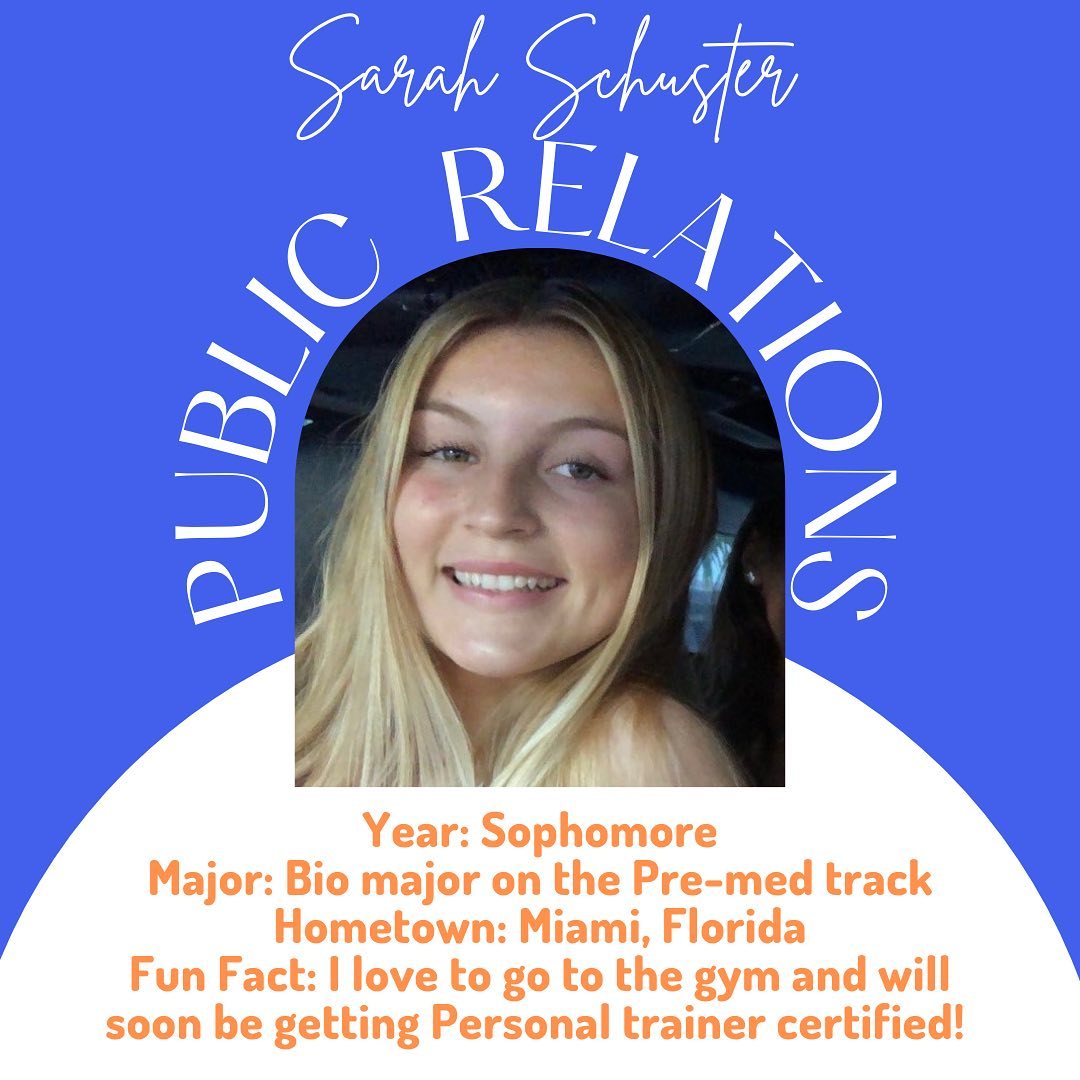 Sarah Schuster
PUBLIC RELATIONS
Year: Sophomore
Major: Bio major on the Pre-med track
Hometown: Miami, Florida
Fun Fact: I love to go to the gym and will
soon be getting Personal trainer certified!